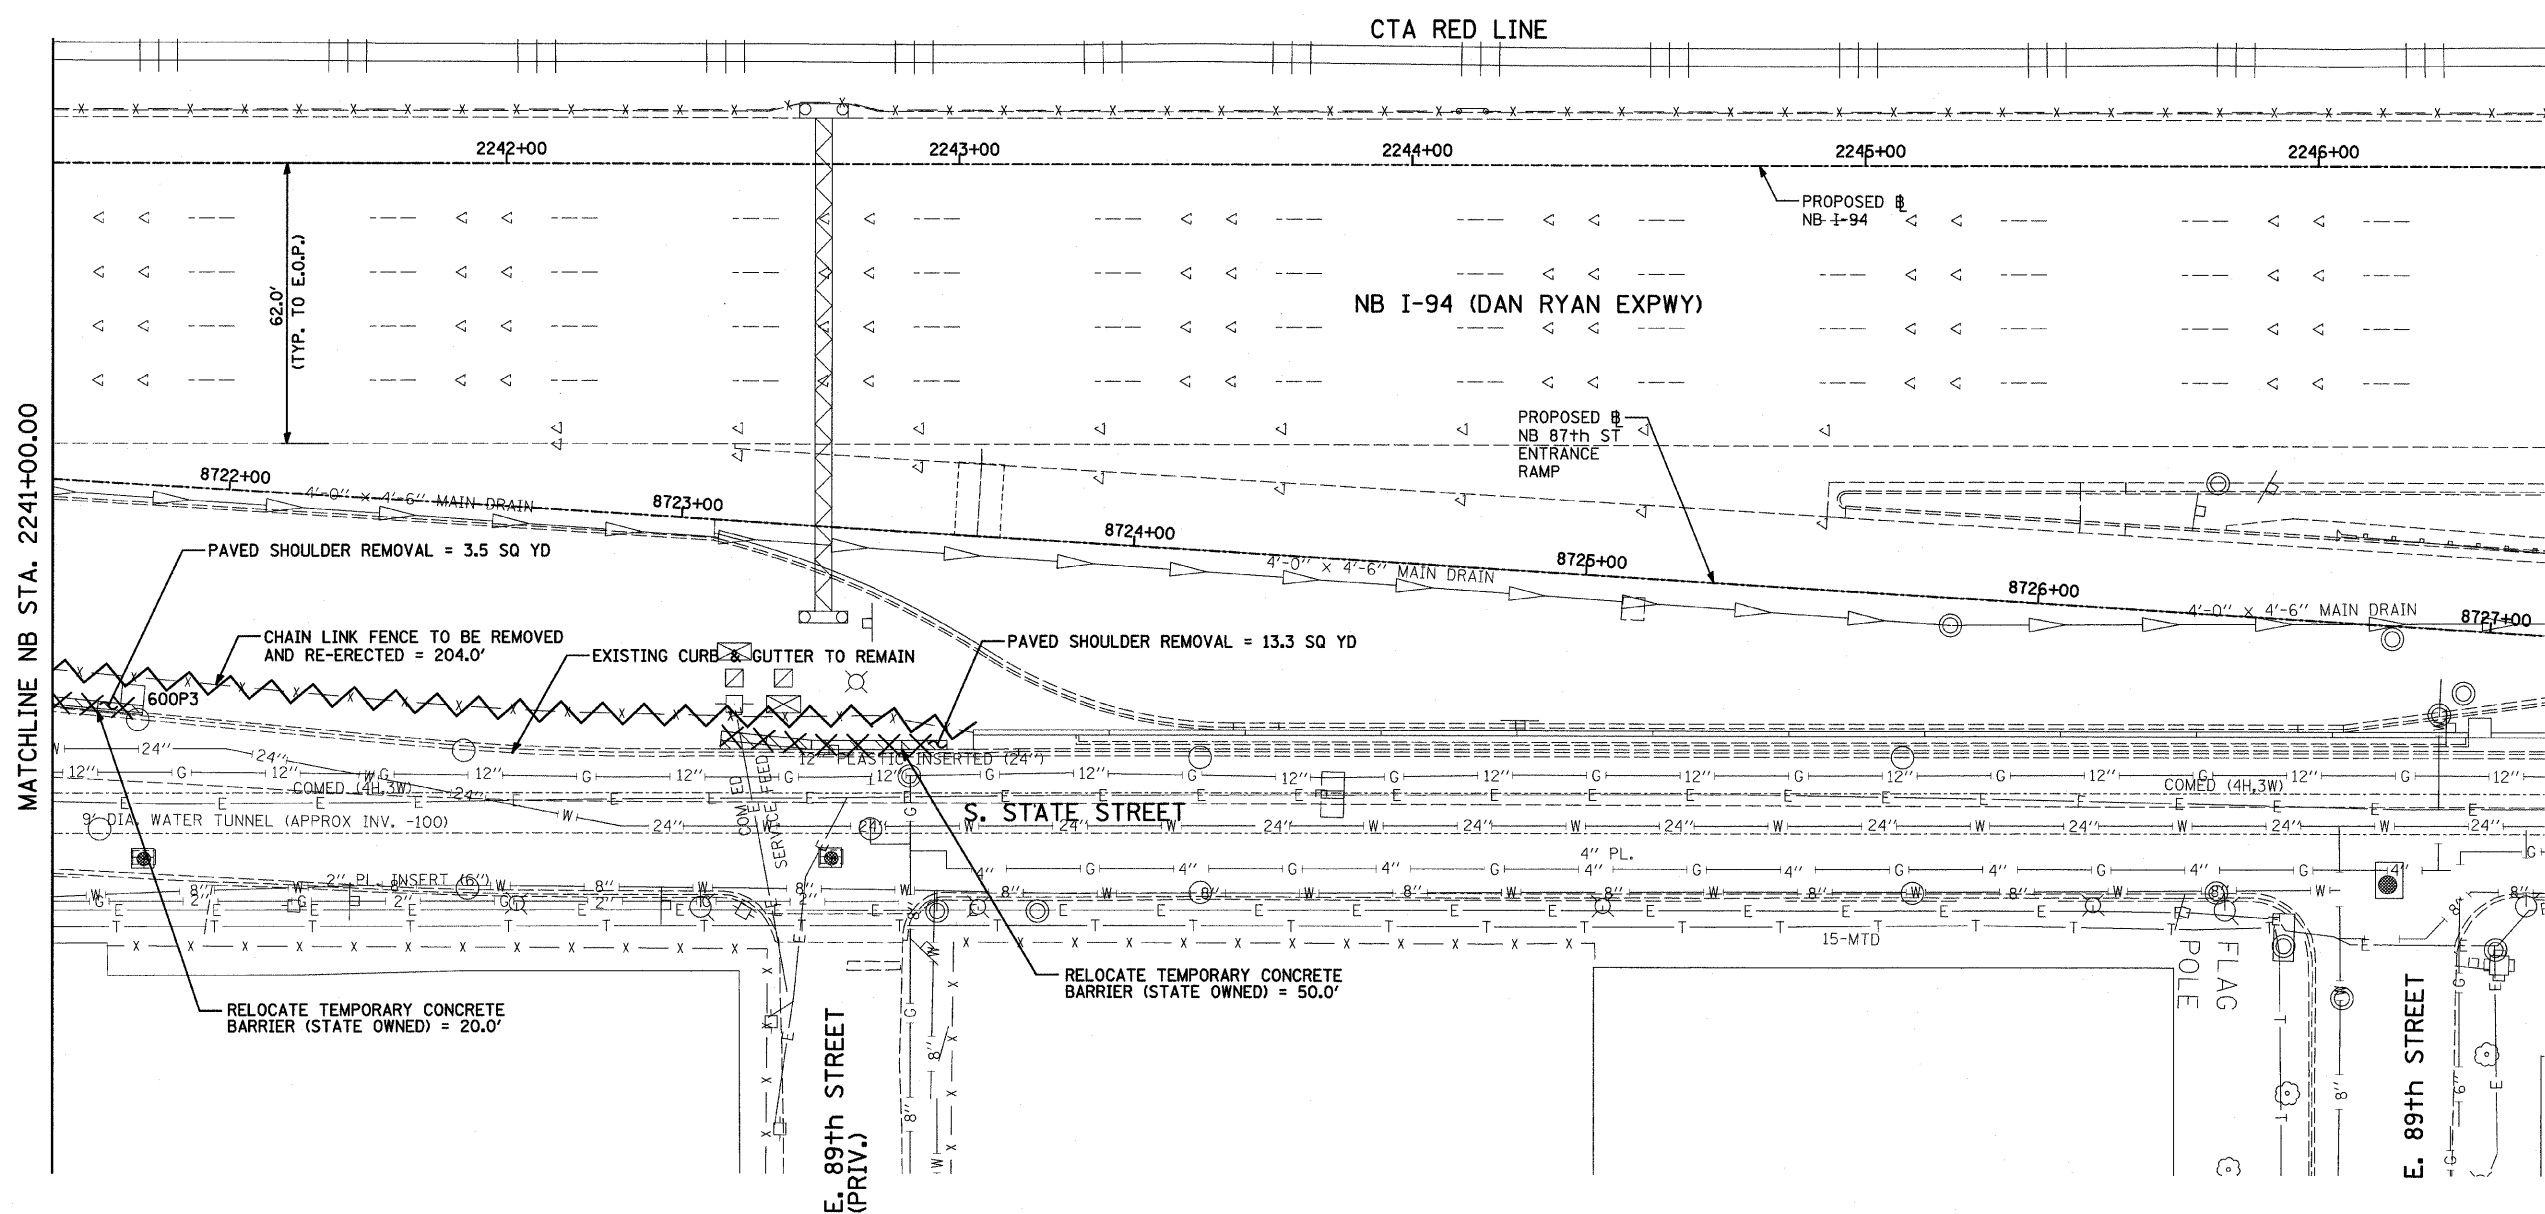 CTA RED LINE
2242+00
2243+00
2244+00
2245+00
2246+00
PROPOSED ⅊
NB I-94
62.0'
(TYP. TO E.O.P.)
NB I-94 (DAN RYAN EXPWY)
MATCHLINE NB STA. 2241+00.00
PROPOSED ⅊
NB 87th ST
ENTRANCE
RAMP
8722+00
8723+00
8724+00
8725+00
8726+00
8727+00
4'-0" x 4'-6" MAIN DRAIN
4'-0" x 4'-6" MAIN DRAIN
4'-0" x 4'-6" MAIN DRAIN
PAVED SHOULDER REMOVAL = 3.5 SQ YD
CHAIN LINK FENCE TO BE REMOVED
AND RE-ERECTED = 204.0'
EXISTING CURB & GUTTER TO REMAIN
PAVED SHOULDER REMOVAL = 13.3 SQ YD
600P3
12" PLASTIC INSERTED (24")
COMED (4H,3W)
COMED (4H,3W)
COM ED
SERVICE FEED
9' DIA. WATER TUNNEL (APPROX INV. -100)
S. STATE STREET
4" PL.
2" PL. INSERT (6")
15-MTD
FLAG
POLE
RELOCATE TEMPORARY CONCRETE
BARRIER (STATE OWNED) = 20.0'
RELOCATE TEMPORARY CONCRETE
BARRIER (STATE OWNED) = 50.0'
E. 89th STREET
(PRIV.)
E. 89th STREET